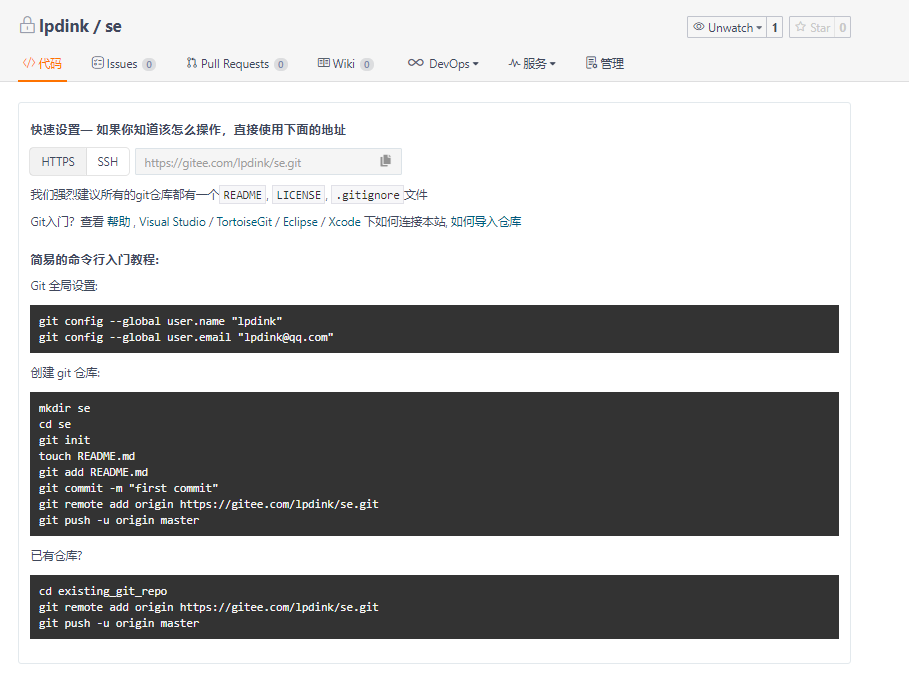 lpdink / se
Unwatch 1 Star 0
代码 Issues 0 Pull Requests 0 Wiki 0 DevOps 服务 管理
快速设置— 如果你知道该怎么操作，直接使用下面的地址
HTTPS SSH https://gitee.com/lpdink/se.git
我们强烈建议所有的git仓库都有一个 README, LICENSE, .gitignore 文件
Git入门？查看 帮助 , Visual Studio / TortoiseGit / Eclipse / Xcode 下如何连接本站, 如何导入仓库
简易的命令行入门教程:
Git 全局设置:
git config --global user.name "lpdink"
git config --global user.email "lpdink@qq.com"
创建 git 仓库:
mkdir se
cd se
git init
touch README.md
git add README.md
git commit -m "first commit"
git remote add origin https://gitee.com/lpdink/se.git
git push -u origin master
已有仓库?
cd existing_git_repo
git remote add origin https://gitee.com/lpdink/se.git
git push -u origin master